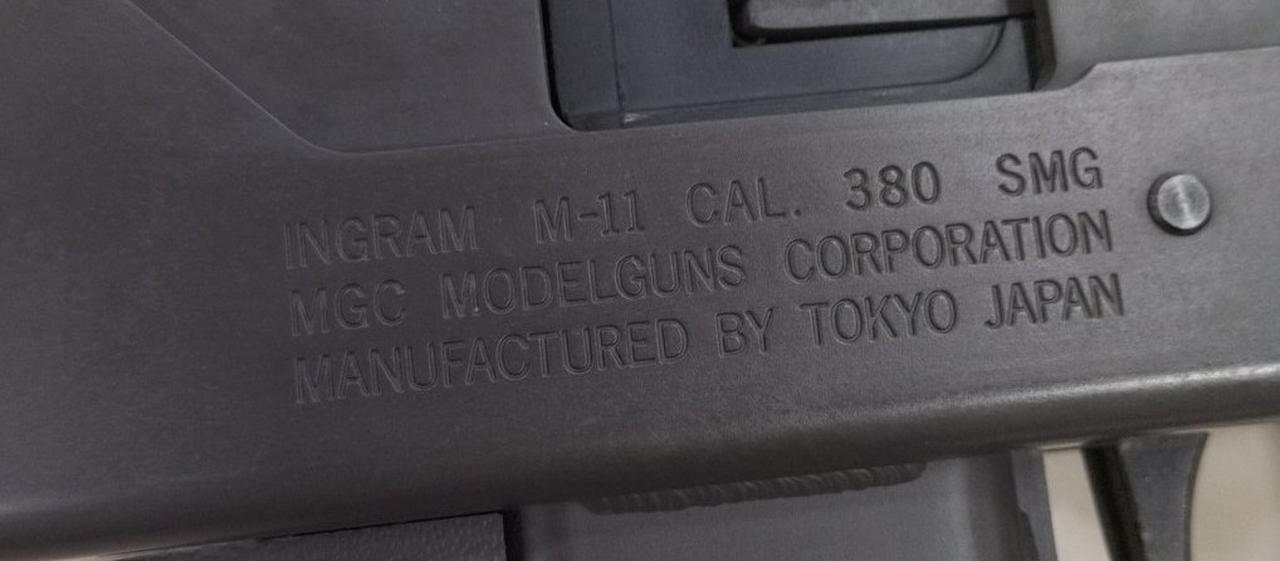 INGRAM M-11 CAL. 380 SMG
MGC MODELGUNS CORPORATION
MANUFACTURED BY TOKYO JAPAN